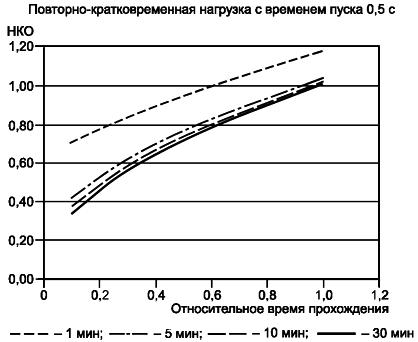 Повторно-кратковременная нагрузка с временем пуска 0,5 с
НКО
1,20
1,00
0,80
0,60
0,40
0,20
0,00
0 0,2 0,4 0,6 0,8 1,0 1,2
Относительное время прохождения
– 1 мин; – 5 мин; – 10 мин; – 30 мин